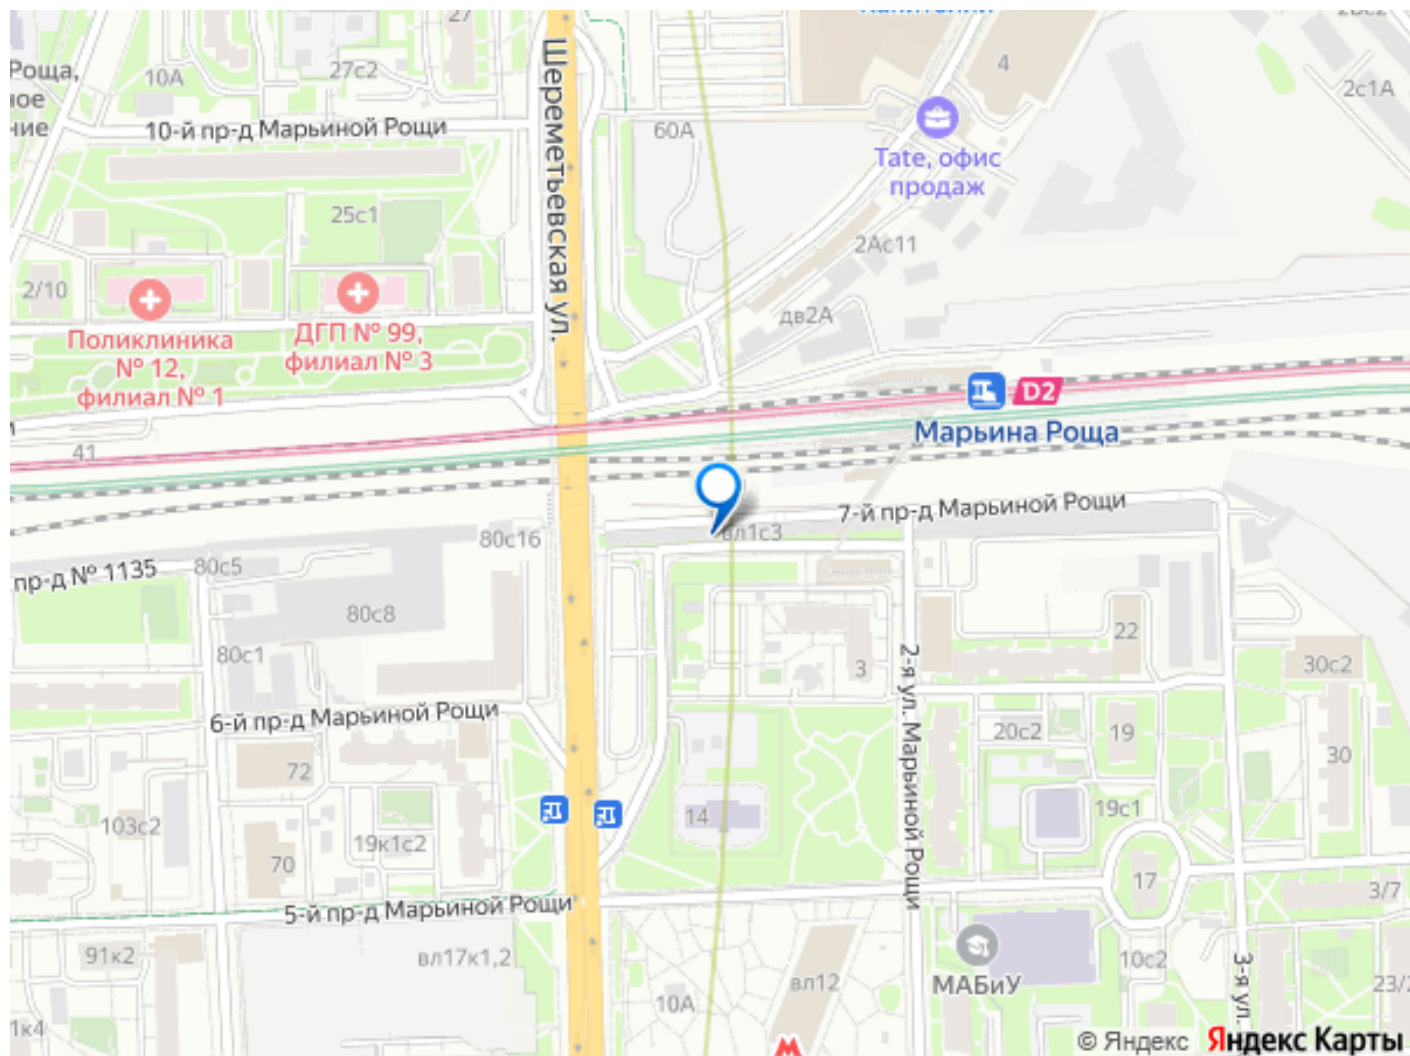 27
Роща,
10А
27с2
4
2с1А
10-й пр-д Марьиной Рощи
60А
Шереметьевская ул.
Tate, офис
продаж
25с1
2Ас11
2/10
дв2А
Поликлиника
№ 12,
филиал № 1
ДГП № 99,
филиал № 3
D2
Марьина Роща
41
7-й пр-д Марьиной Рощи
80с16
вл1с3
пр-д № 1135
80с5
80с8
80с1
22
3
30с2
2-я ул. Марьиной Рощи
6-й пр-д Марьиной Рощи
20с2
19
30
72
14
19с1
103с2
19к1с2
70
17
3/7
5-й пр-д Марьиной Рощи
91к2
вл17к1,2
10А
вл12
МАБиУ
10с2
3-я ул.
23/2
1к4
© Яндекс
Яндекс Карты